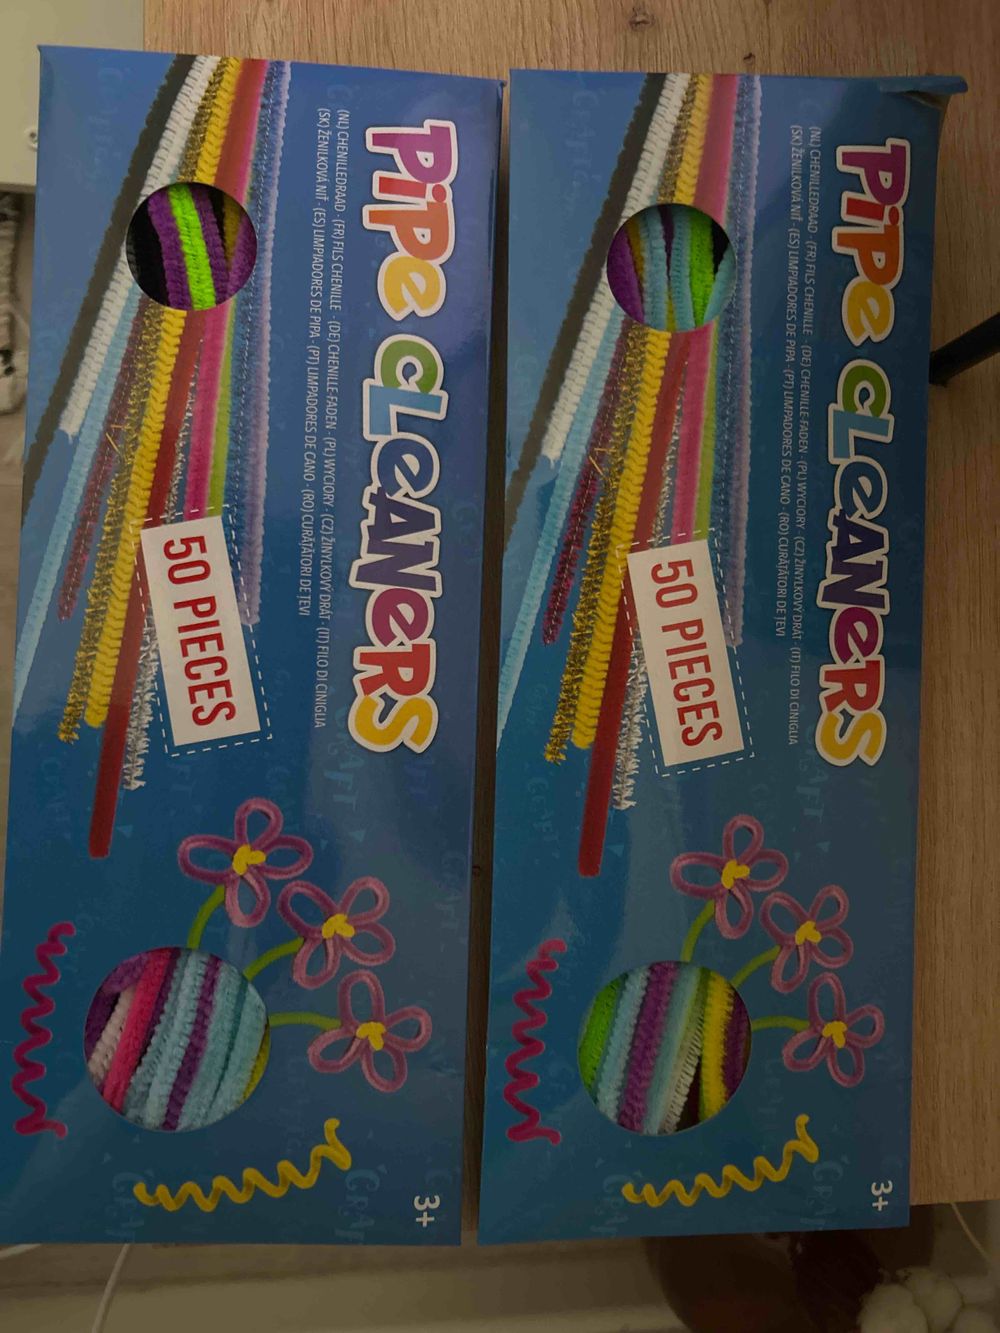 PiPe CLeANeRS
(NL) CHENILLEDRAAD - (FR) FILS CHENILLE - (DE) CHENILLE-FADEN - (PL) WYCIORY - (CZ) ŽINYLKOVÝ DRÁT - (IT) FILO DI CINIGLIA
(SK) ŽENILKOVÁ NIŤ - (ES) LIMPIADORES DE PIPA - (PT) LIMPADORES DE CANO - (RO) CURĂȚĂTORI DE ȚEVI
50 PIECES
3+
PiPe CLeANeRS
(NL) CHENILLEDRAAD - (FR) FILS CHENILLE - (DE) CHENILLE-FADEN - (PL) WYCIORY - (CZ) ŽINYLKOVÝ DRÁT - (IT) FILO DI CINIGLIA
(SK) ŽENILKOVÁ NIŤ - (ES) LIMPIADORES DE PIPA - (PT) LIMPADORES DE CANO - (RO) CURĂȚĂTORI DE ȚEVI
50 PIECES
3+